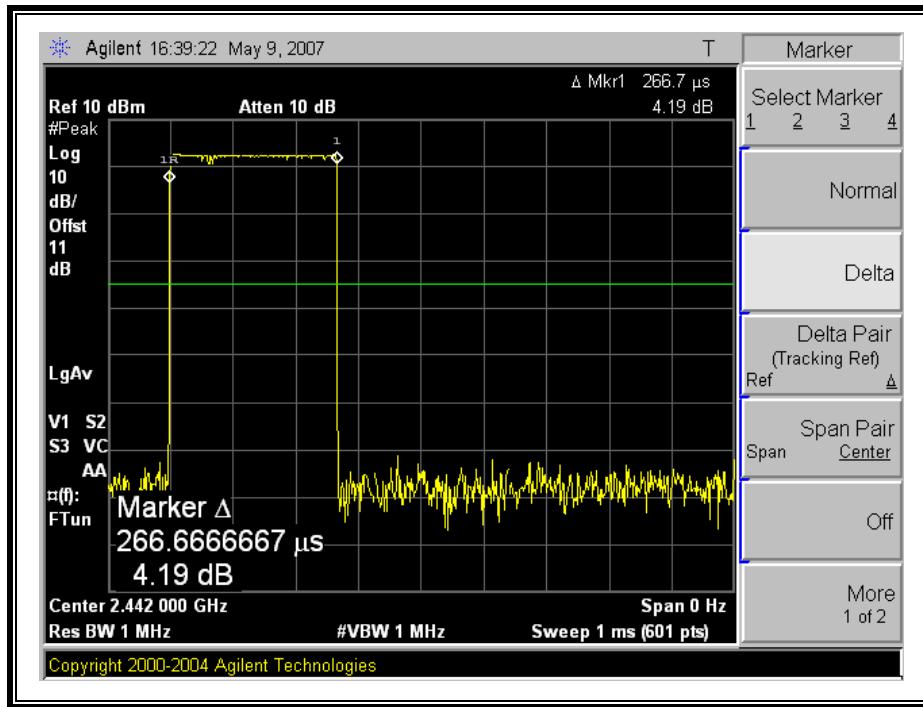 Agilent 16:39:22 May 9, 2007 T
Δ Mkr1 266.7 μs
Ref 10 dBm Atten 10 dB 4.19 dB
#Peak
Log
10
dB/
Offst
11
dB
1R
1
LgAv
V1 S2
S3 VC
AA
¤(f):
FTun
Marker Δ
266.6666667 μs
4.19 dB
Center 2.442 000 GHz Span 0 Hz
Res BW 1 MHz #VBW 1 MHz Sweep 1 ms (601 pts)
Copyright 2000-2004 Agilent Technologies
Marker
Select Marker
1 2 3 4
Normal
Delta
Delta Pair
(Tracking Ref)
Ref Δ
Span Pair
Span Center
Off
More
1 of 2